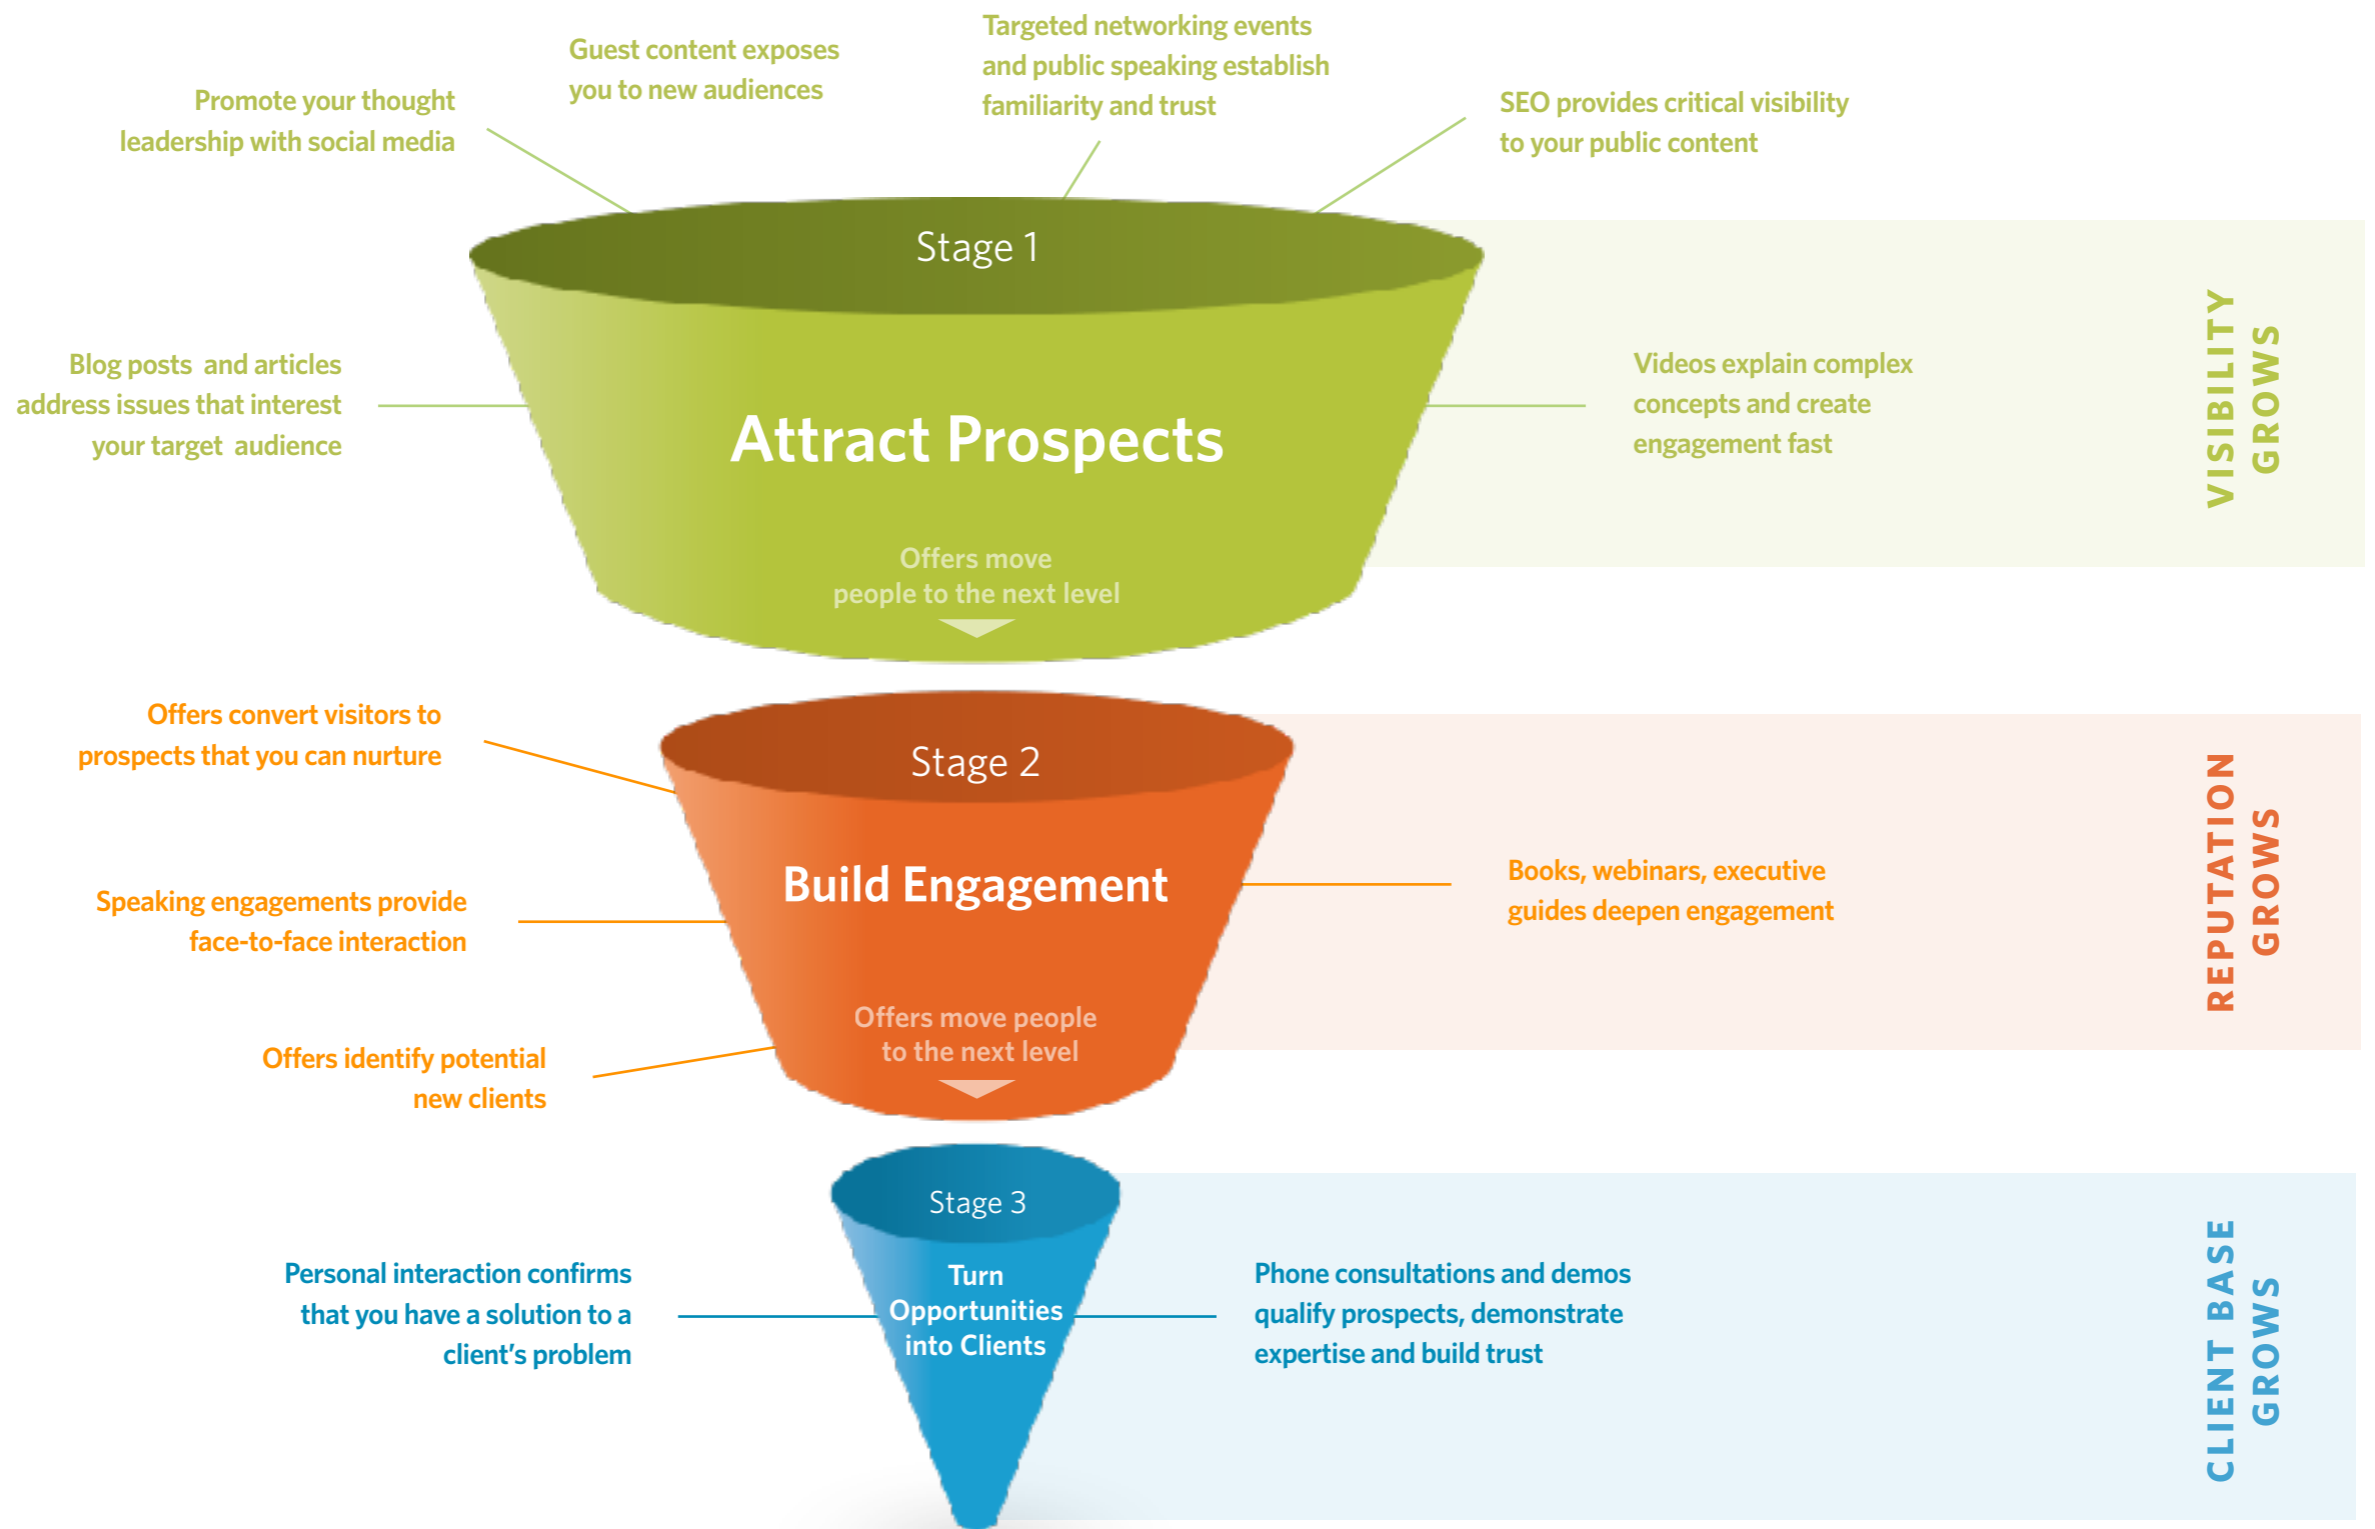 Targeted networking events
and public speaking establish
familiarity and trust
Guest content exposes
you to new audiences
Promote your thought
leadership with social media
SEO provides critical visibility
to your public content
Stage 1
Blog posts and articles
address issues that interest
your target audience
Attract Prospects
Videos explain complex
concepts and create
engagement fast
VISIBILITY
GROWS
Offers move
people to the next level
Offers convert visitors to
prospects that you can nurture
Stage 2
Build Engagement
Speaking engagements provide
face-to-face interaction
Books, webinars, executive
guides deepen engagement
REPUTATION
GROWS
Offers move people
to the next level
Offers identify potential
new clients
Stage 3
Personal interaction confirms
that you have a solution to a
client's problem
Turn
Opportunities
into Clients
Phone consultations and demos
qualify prospects, demonstrate
expertise and build trust
CLIENT BASE
GROWS